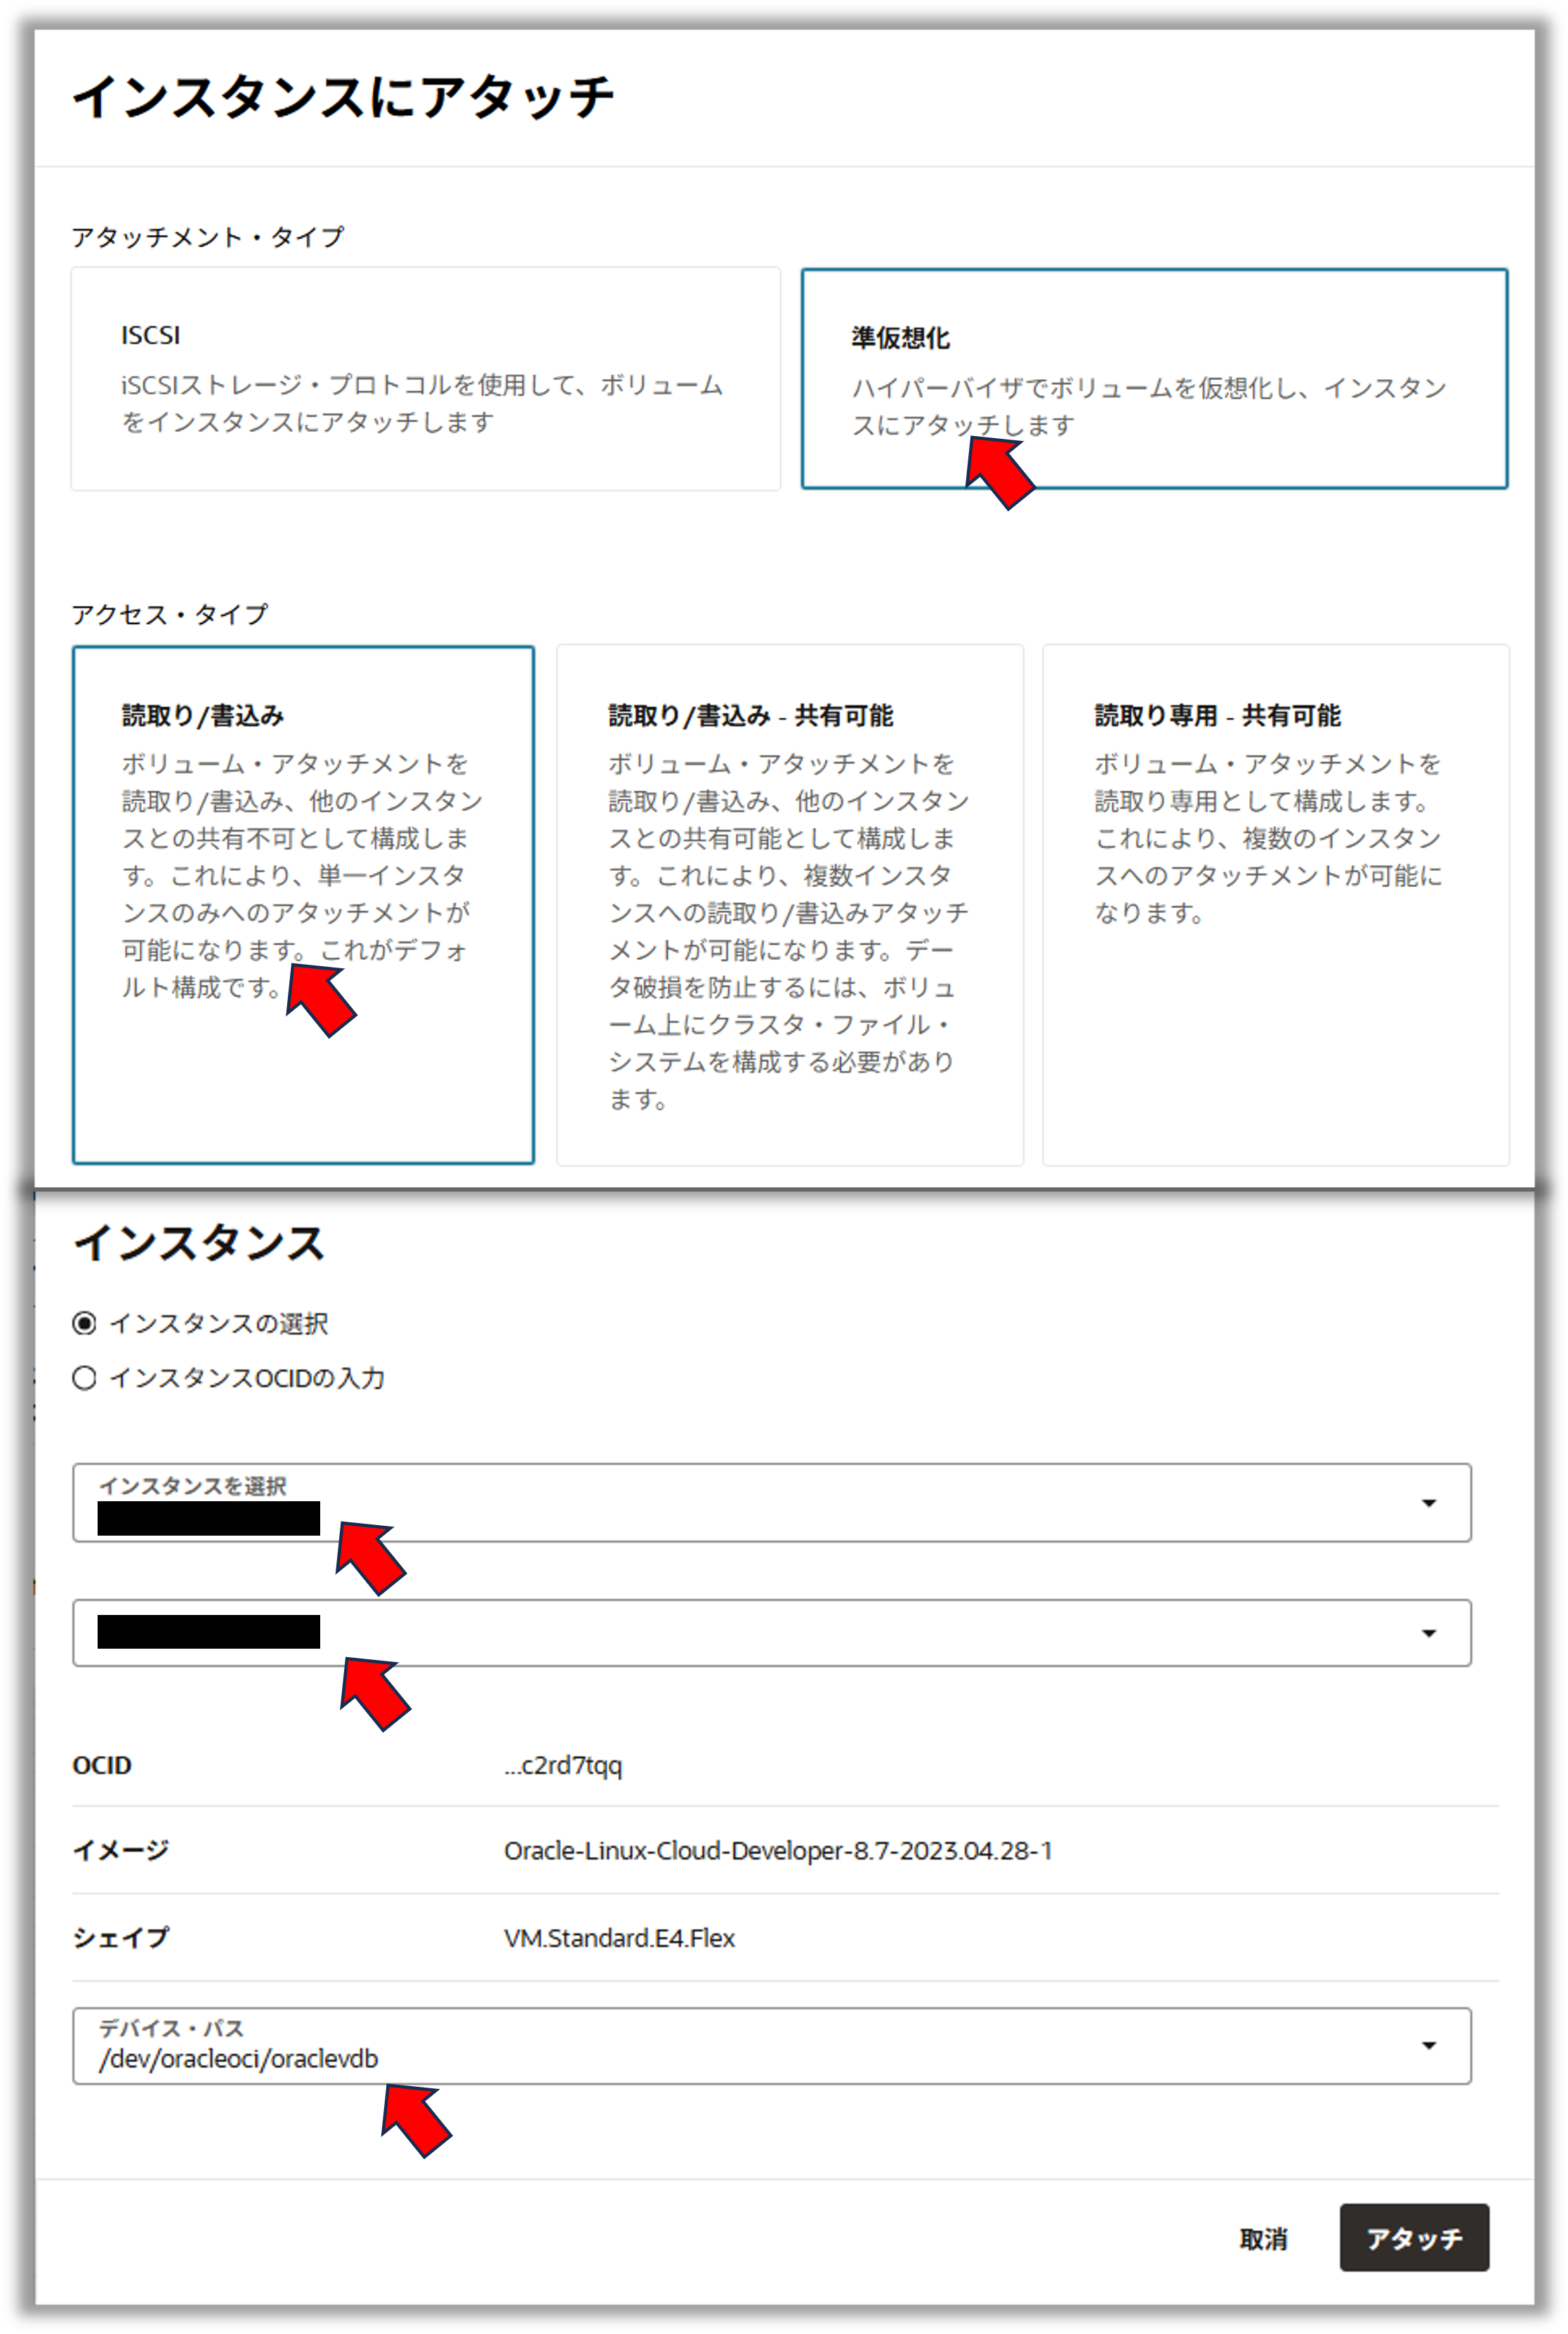 インスタンスにアタッチ
アタッチメント・タイプ
ISCSI
iSCSIストレージ・プロトコルを使用して、ボリューム
をインスタンスにアタッチします
準仮想化
ハイパーバイザでボリュームを仮想化し、インスタン
スにアタッチします
アクセス・タイプ
読取り/書込み
ボリューム・アタッチメントを
読取り/書込み、他のインスタン
スとの共有不可として構成しま
す。これにより、単一インスタ
ンスのみへのアタッチメントが
可能になります。これがデフォ
ルト構成です。
読取り/書込み - 共有可能
ボリューム・アタッチメントを
読取り/書込み、他のインスタン
スとの共有可能として構成しま
す。これにより、複数インスタ
ンスへの読取り/書込みアタッチ
メントが可能になります。デー
タ破損を防止するには、ボリュ
ーム上にクラスタ・ファイル・
システムを構成する必要があり
ます。
読取り専用 - 共有可能
ボリューム・アタッチメントを
読取り専用として構成します。
これにより、複数のインスタン
スへのアタッチメントが可能に
なります。
インスタンス
インスタンスの選択
インスタンスOCIDの入力
インスタンスを選択
OCID ...c2rd7tqq
イメージ Oracle-Linux-Cloud-Developer-8.7-2023.04.28-1
シェイプ VM.Standard.E4.Flex
デバイス・パス
/dev/oracleoci/oraclevdb
取消 アタッチ